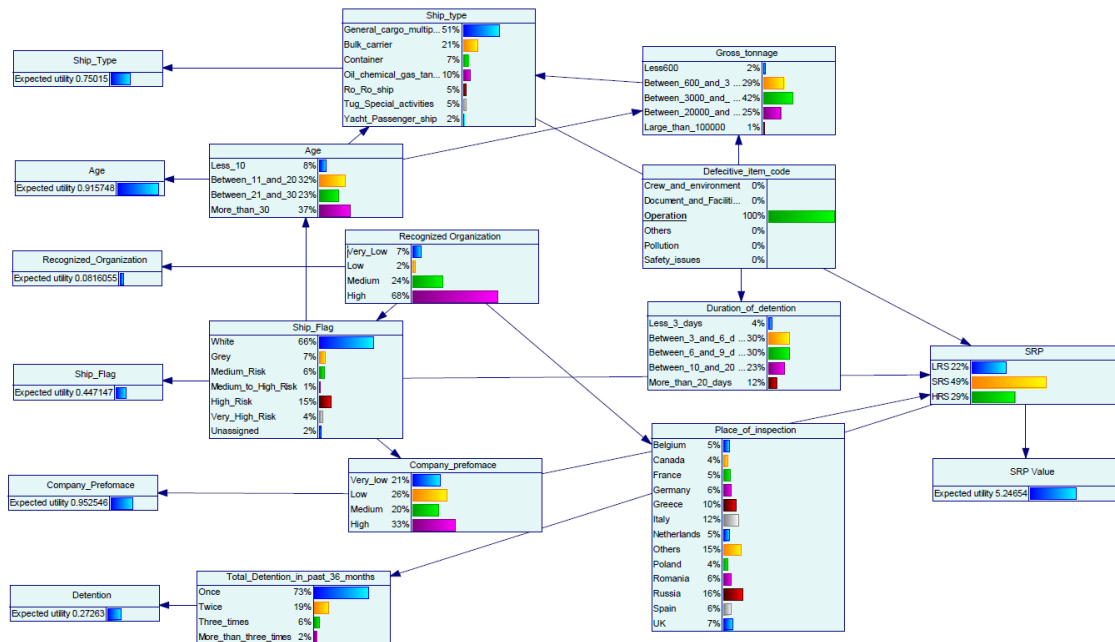 Ship_type
General_cargo_multip... 51%
Bulk_carrier 21%
Container 7%
Oil_chemical_gas_tan... 10%
Ro_Ro_ship 5%
Tug_Special_activities 5%
Yacht_Passenger_ship 2%
Ship_Type
Expected utility 0.75015
Gross_tonnage
Less600 2%
Between_600_and_3 ... 29%
Between_3000_and_ ... 42%
Between_20000_and ... 25%
Large_than_100000 1%
Age
Less_10 8%
Between_11_and_20 32%
Between_21_and_30 23%
More_than_30 37%
Age
Expected utility 0.915748
Defecitive_item_code
Crew_and_environment 0%
Document_and_Faciliti... 0%
Operation 100%
Others 0%
Pollution 0%
Safety_issues 0%
Recognized Organization
Very_Low 7%
Low 2%
Medium 24%
High 68%
Recognized_Organization
Expected utility 0.0816055
Duration_of_detention
Less_3_days 4%
Between_3_and_6_d ... 30%
Between_6_and_9_d ... 30%
Between_10_and_20 ... 23%
More_than_20_days 12%
Ship_Flag
White 66%
Grey 7%
Medium_Risk 6%
Medium_to_High_Risk 1%
High_Risk 15%
Very_High_Risk 4%
Unassigned 2%
Ship_Flag
Expected utility 0.447147
SRP
LRS 22%
SRS 49%
HRS 29%
Place_of_inspection
Belgium 5%
Canada 4%
France 5%
Germany 6%
Greece 10%
Italy 12%
Netherlands 5%
Others 15%
Poland 4%
Romania 6%
Russia 16%
Spain 6%
UK 7%
Company_prefomace
Very_low 21%
Low 26%
Medium 20%
High 33%
Company_Prefomace
Expected utility 0.952546
SRP Value
Expected utility 5.24654
Total_Detention_in_past_36_months
Once 73%
Twice 19%
Three_times 6%
More_than_three_times 2%
Detention
Expected utility 0.27263